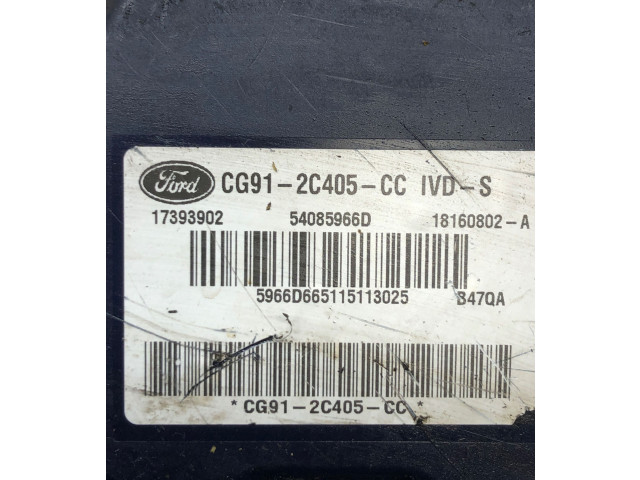 Ford CG91-2C405-CC IVD-S
17393902 54085966D 18160802-A
5966D665115113025 B47QA
*CG91-2C405-CC*